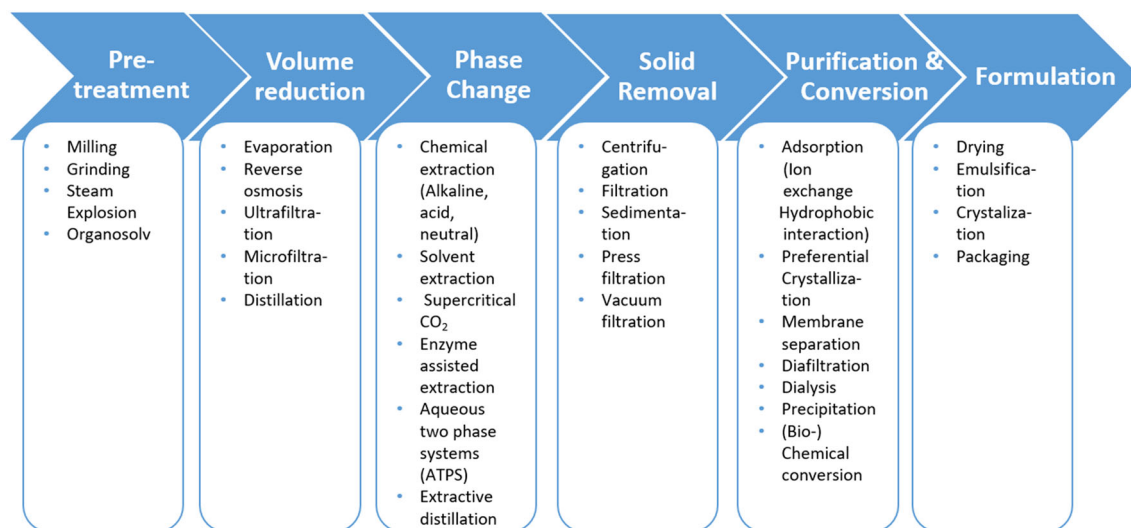 Pre-
treatment
Volume
reduction
Phase
Change
Solid
Removal
Purification &
Conversion
Formulation
• Milling
• Grinding
• Steam
Explosion
• Organosolv
• Evaporation
• Reverse
osmosis
• Ultrafiltra-
tion
• Microfiltra-
tion
• Distillation
• Chemical
extraction
(Alkaline,
acid,
neutral)
• Solvent
extraction
• Supercritical
CO₂
• Enzyme
assisted
extraction
• Aqueous
two phase
systems
(ATPS)
• Extractive
distillation
• Centrifu-
gation
• Filtration
• Sedimenta-
tion
• Press
filtration
• Vacuum
filtration
• Adsorption
(Ion
exchange
Hydrophobic
interaction)
• Preferential
Crystalliza-
tion
• Membrane
separation
• Diafiltration
• Dialysis
• Precipitation
• (Bio-)
Chemical
conversion
• Drying
• Emulsifica-
tion
• Crystaliza-
tion
• Packaging